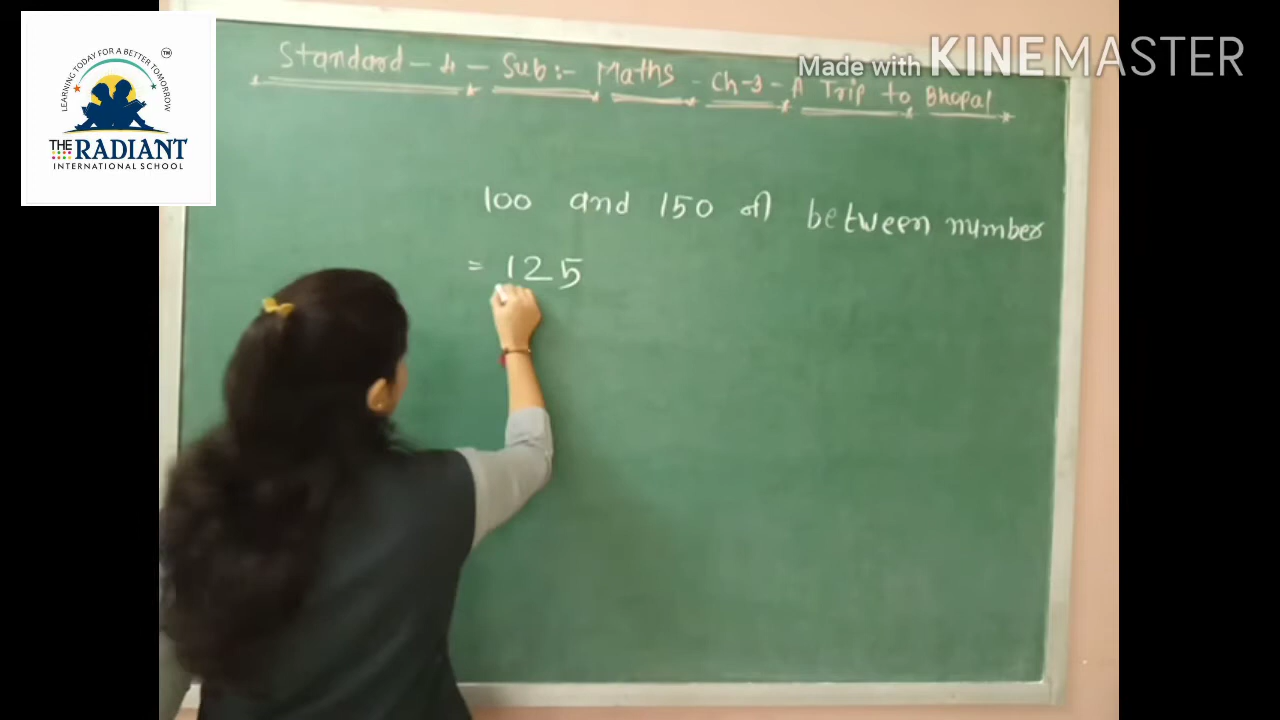 LEARNING TODAY FOR A BETTER TOMORROW
TM
THE RADIANT
INTERNATIONAL SCHOOL
Made with KINEMASTER
Standard - 4 - Sub :- Maths - Ch-3 - A Trip to Bhopal
100 and 150 ની between number
= 125